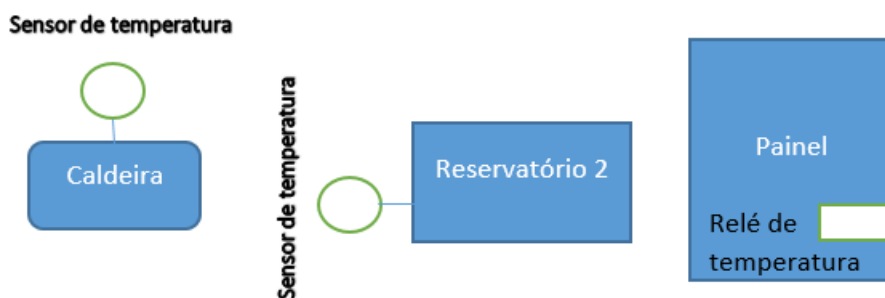 Sensor de temperatura
Caldeira
Sensor de temperatura
Reservatório 2
Painel
Relé de
temperatura